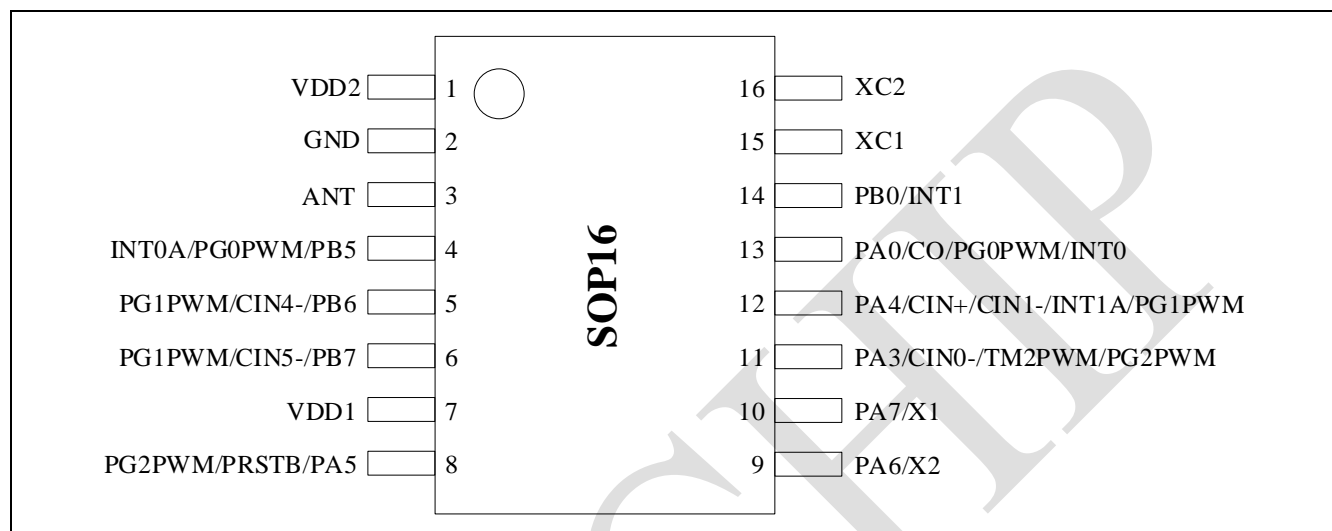 VDD2 1 16 XC2
GND 2 15 XC1
ANT 3 14 PB0/INT1
INT0A/PG0PWM/PB5 4 13 PA0/CO/PG0PWM/INT0
PG1PWM/CIN4-/PB6 5 12 PA4/CIN+/CIN1-/INT1A/PG1PWM
PG1PWM/CIN5-/PB7 6 11 PA3/CIN0-/TM2PWM/PG2PWM
VDD1 7 10 PA7/X1
PG2PWM/PRSTB/PA5 8 9 PA6/X2
SOP16
CHIP